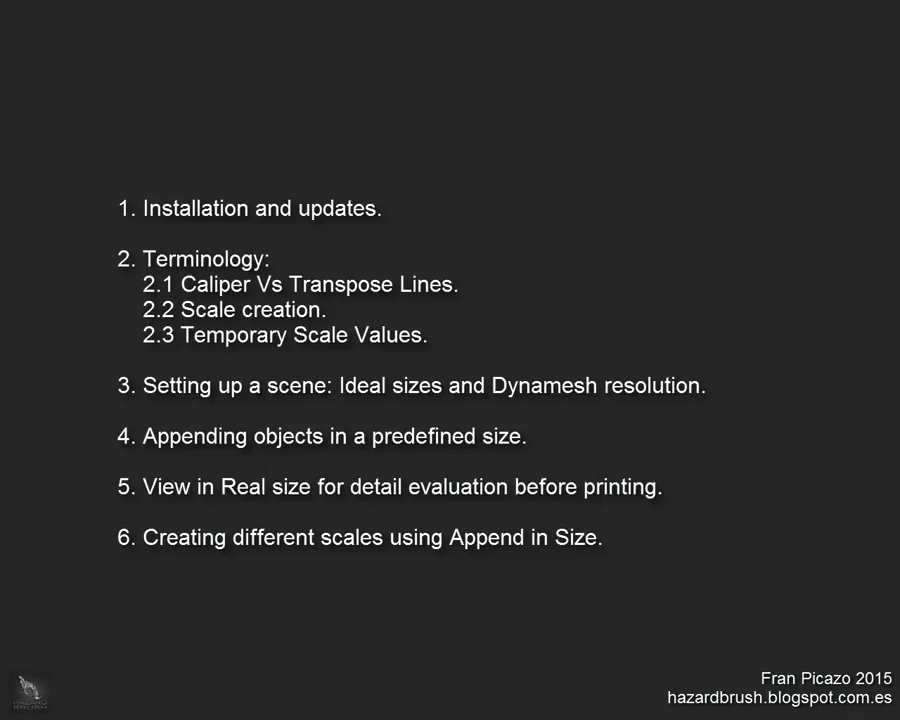 1. Installation and updates.
2. Terminology:
2.1 Caliper Vs Transpose Lines.
2.2 Scale creation.
2.3 Temporary Scale Values.
3. Setting up a scene: Ideal sizes and Dynamesh resolution.
4. Appending objects in a predefined size.
5. View in Real size for detail evaluation before printing.
6. Creating different scales using Append in Size.
HAZARD
BRUSH
Fran Picazo 2015
hazardbrush.blogspot.com.es